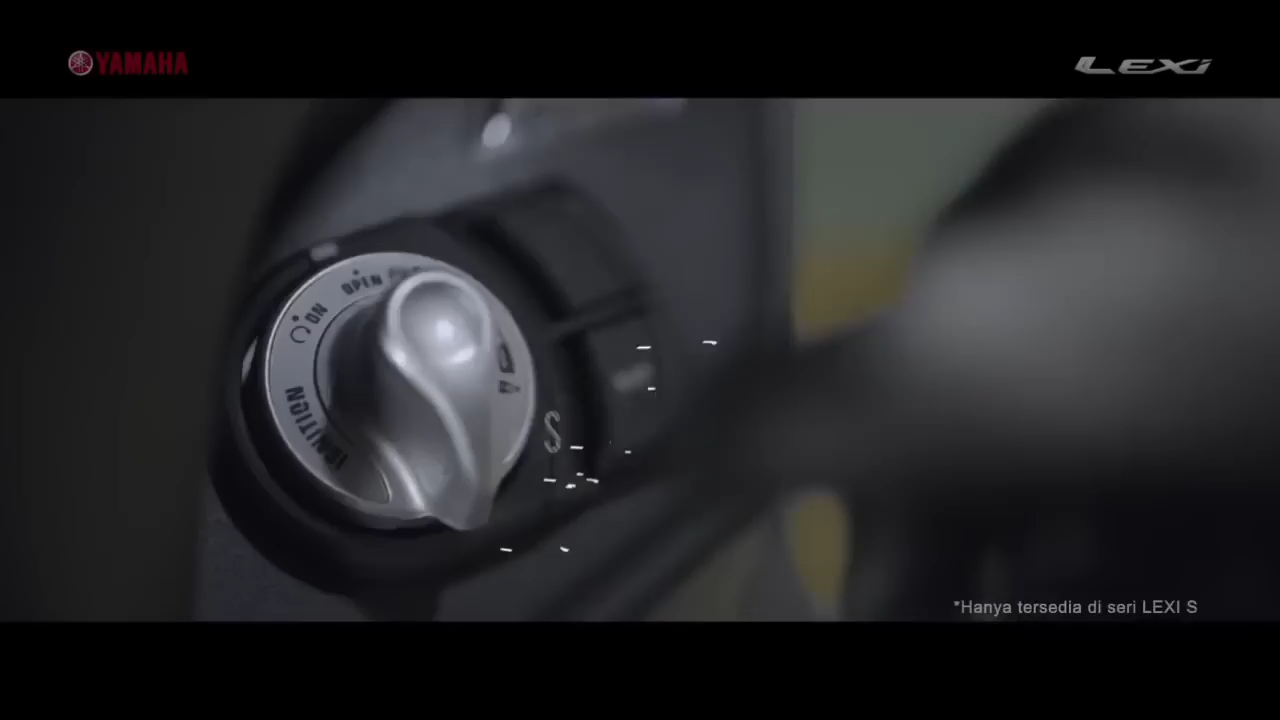 YAMAHA
LEXi
OPEN
ON
IGNITION
S
*Hanya tersedia di seri LEXI S